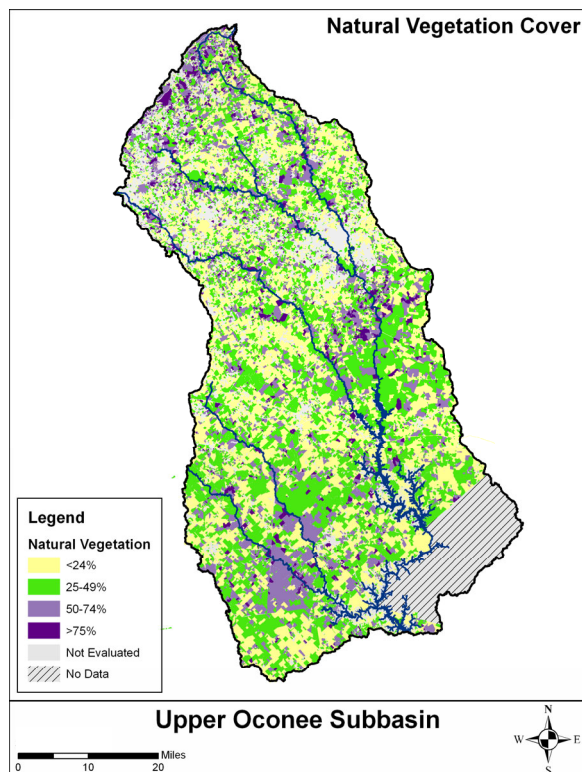 Natural Vegetation Cover
Legend
Natural Vegetation
<24%
25-49%
50-74%
>75%
Not Evaluated
No Data
Upper Oconee Subbasin
Miles
0 10 20
N
W E
S